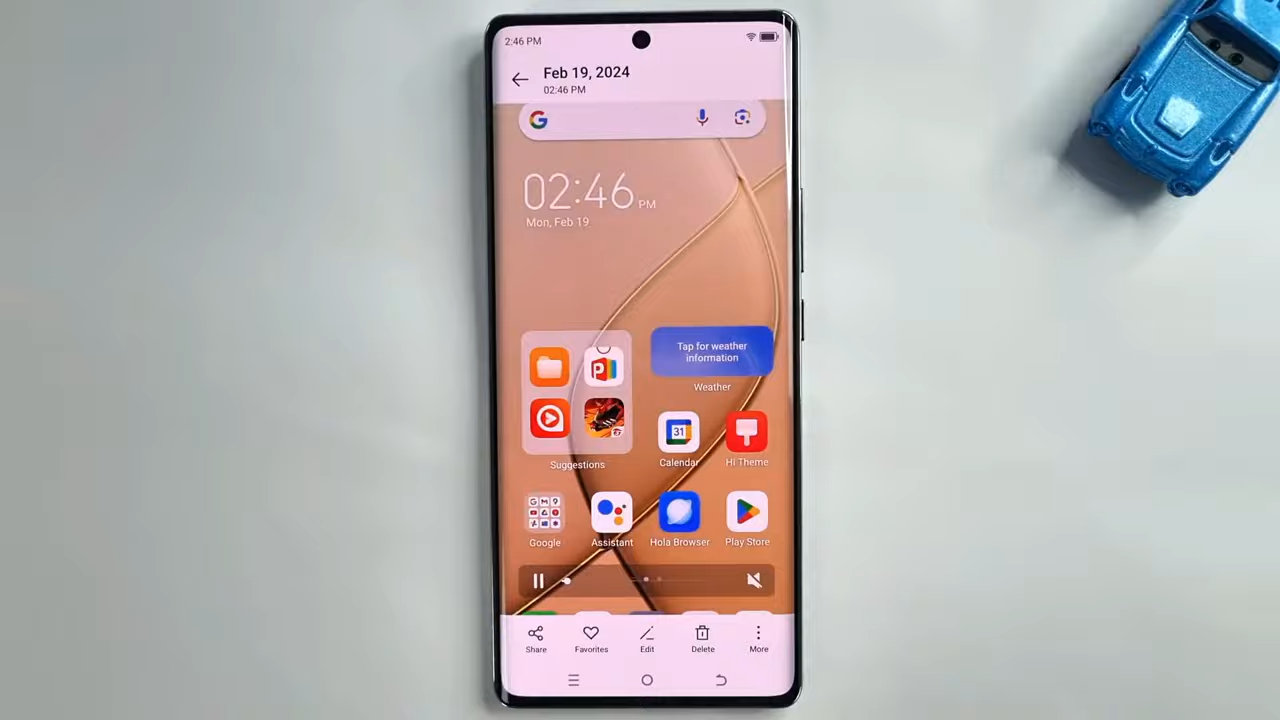 2:46 PM
Feb 19, 2024
02:46 PM
02:46 PM
Mon, Feb 19
Tap for weather
information
Weather
31
Suggestions
Calendar
HI Theme
Google
Assistant
Hola Browser
Play Store
Share
Favorites
Edit
Delete
More